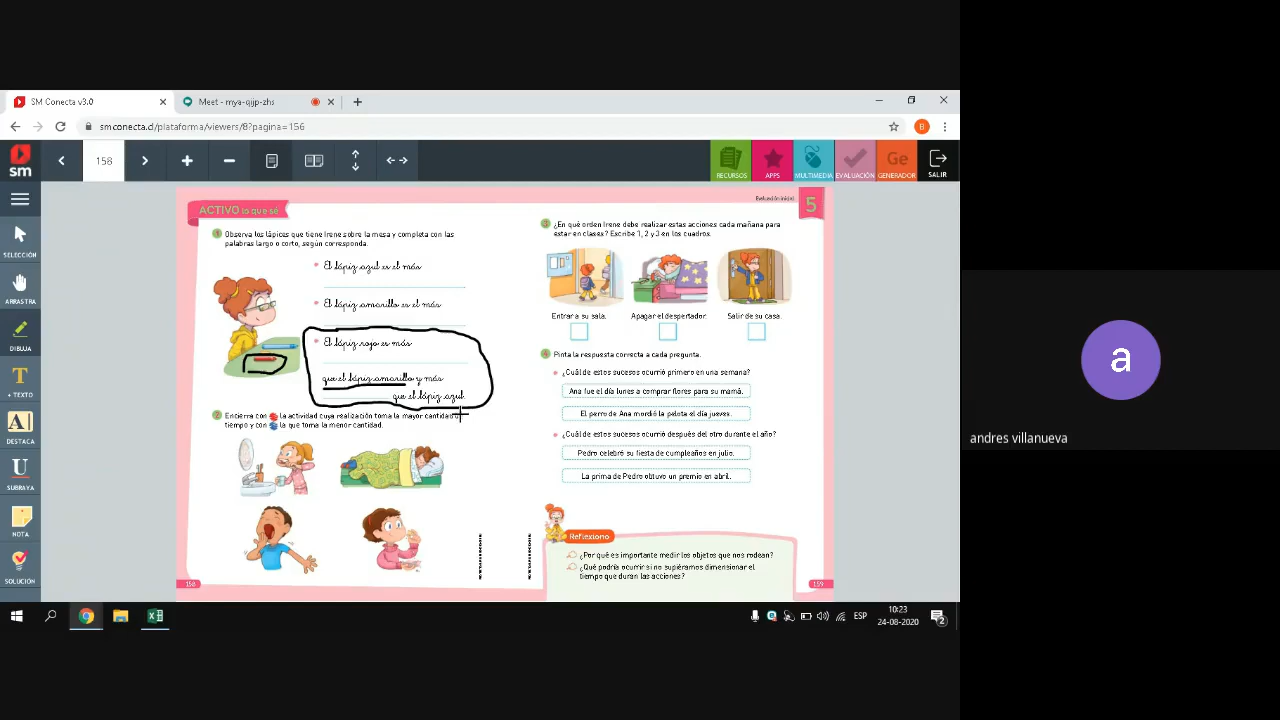 SM Conecta v3.0
Meet - mya-qjjp-zhs
smconecta.cl/plataforma/viewers/8?pagina=156
B
sm
158
RECURSOS
APPS
MULTIMEDIA
EVALUACIÓN
Ge
GENERADOR
SALIR
SELECCIÓN
ARRASTRA
DIBUJA
T
+ TEXTO
A
DESTACA
U
SUBRAYA
NOTA
SOLUCIÓN
ACTIVO lo que sé
1 Observa los lápices que tiene Irene sobre la mesa y completa con las
palabras largo o corto, según corresponda.
El lápiz azul es el más
El lápiz amarillo es el más
El lápiz rojo es más
que el lápiz amarillo y más
que el lápiz azul.
2 Encierra con la actividad cuya realización toma la mayor cantidad
tiempo y con la que toma la menor cantidad.
158
Evaluación inicial
5
3 ¿En qué orden Irene debe realizar estas acciones cada mañana para
estar en clases? Escribe 1, 2 y 3 en los cuadros.
Entrar a su sala.
Apagar el despertador.
Salir de su casa.
4 Pinta la respuesta correcta a cada pregunta.
¿Cuál de estos sucesos ocurrió primero en una semana?
Ana fue el día lunes a comprar flores para su mamá.
El perro de Ana mordió la pelota el día jueves.
¿Cuál de estos sucesos ocurrió después del otro durante el año?
Pedro celebró su fiesta de cumpleaños en julio.
La prima de Pedro obtuvo un premio en abril.
Reflexiono
¿Por qué es importante medir los objetos que nos rodean?
¿Qué podría ocurrir si no supiéramos dimensionar el
tiempo que duran las acciones?
159
ESP
10:23
24-08-2020
2
a
andres villanueva